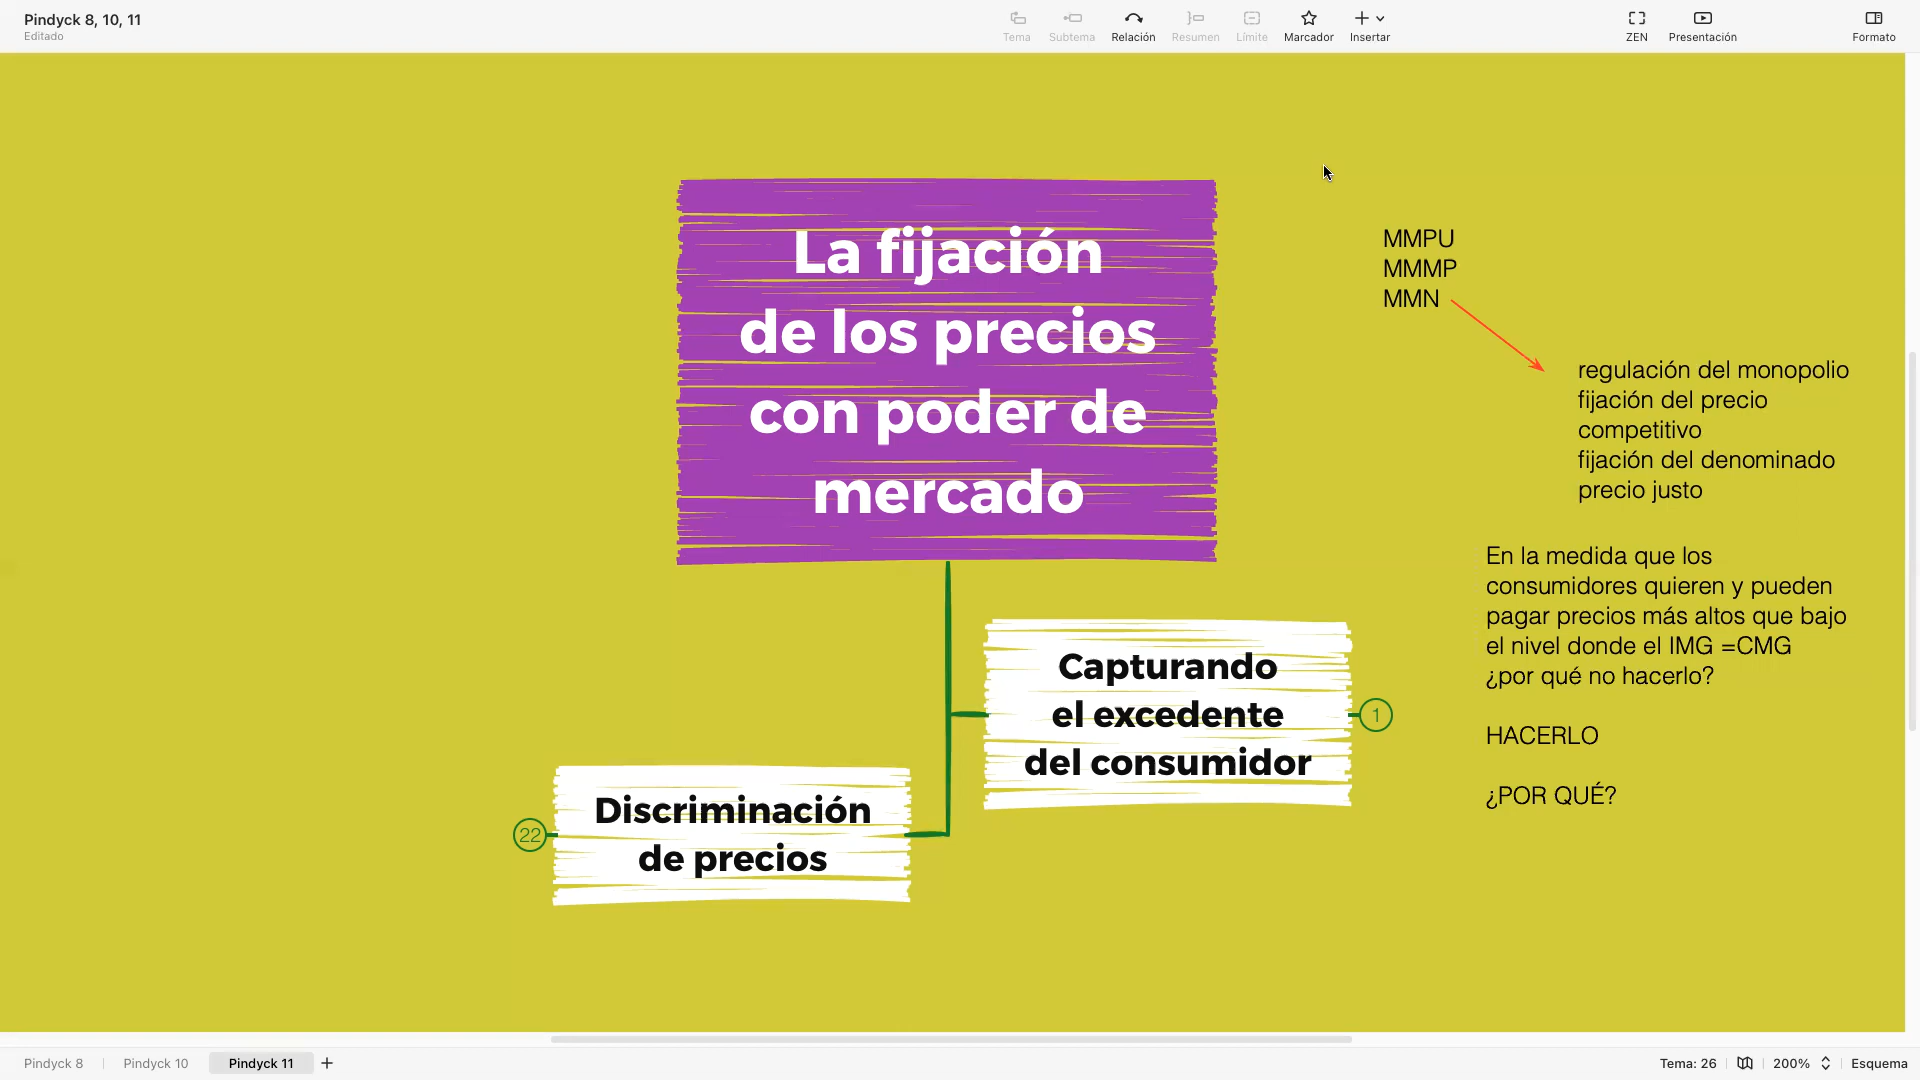 Pindyck 8, 10, 11
Editado
Tema
Subtema
Relación
Resumen
Límite
Marcador
Insertar
ZEN
Presentación
Formato
La fijación
de los precios
con poder de
mercado
MMPU
MMMP
MMN
regulación del monopolio
fijación del precio
competitivo
fijación del denominado
precio justo
En la medida que los
consumidores quieren y pueden
pagar precios más altos que bajo
el nivel donde el IMG =CMG
¿por qué no hacerlo?
HACERLO
¿POR QUÉ?
Capturando
el excedente
del consumidor
1
Discriminación
de precios
22
Pindyck 8
Pindyck 10
Pindyck 11
Tema: 26
200%
Esquema